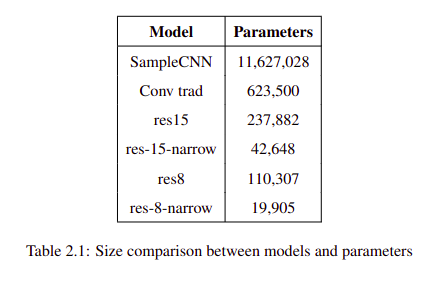 Model Parameters
SampleCNN 11,627,028
Conv trad 623,500
res15 237,882
res-15-narrow 42,648
res8 110,307
res-8-narrow 19,905
Table 2.1: Size comparison between models and parameters